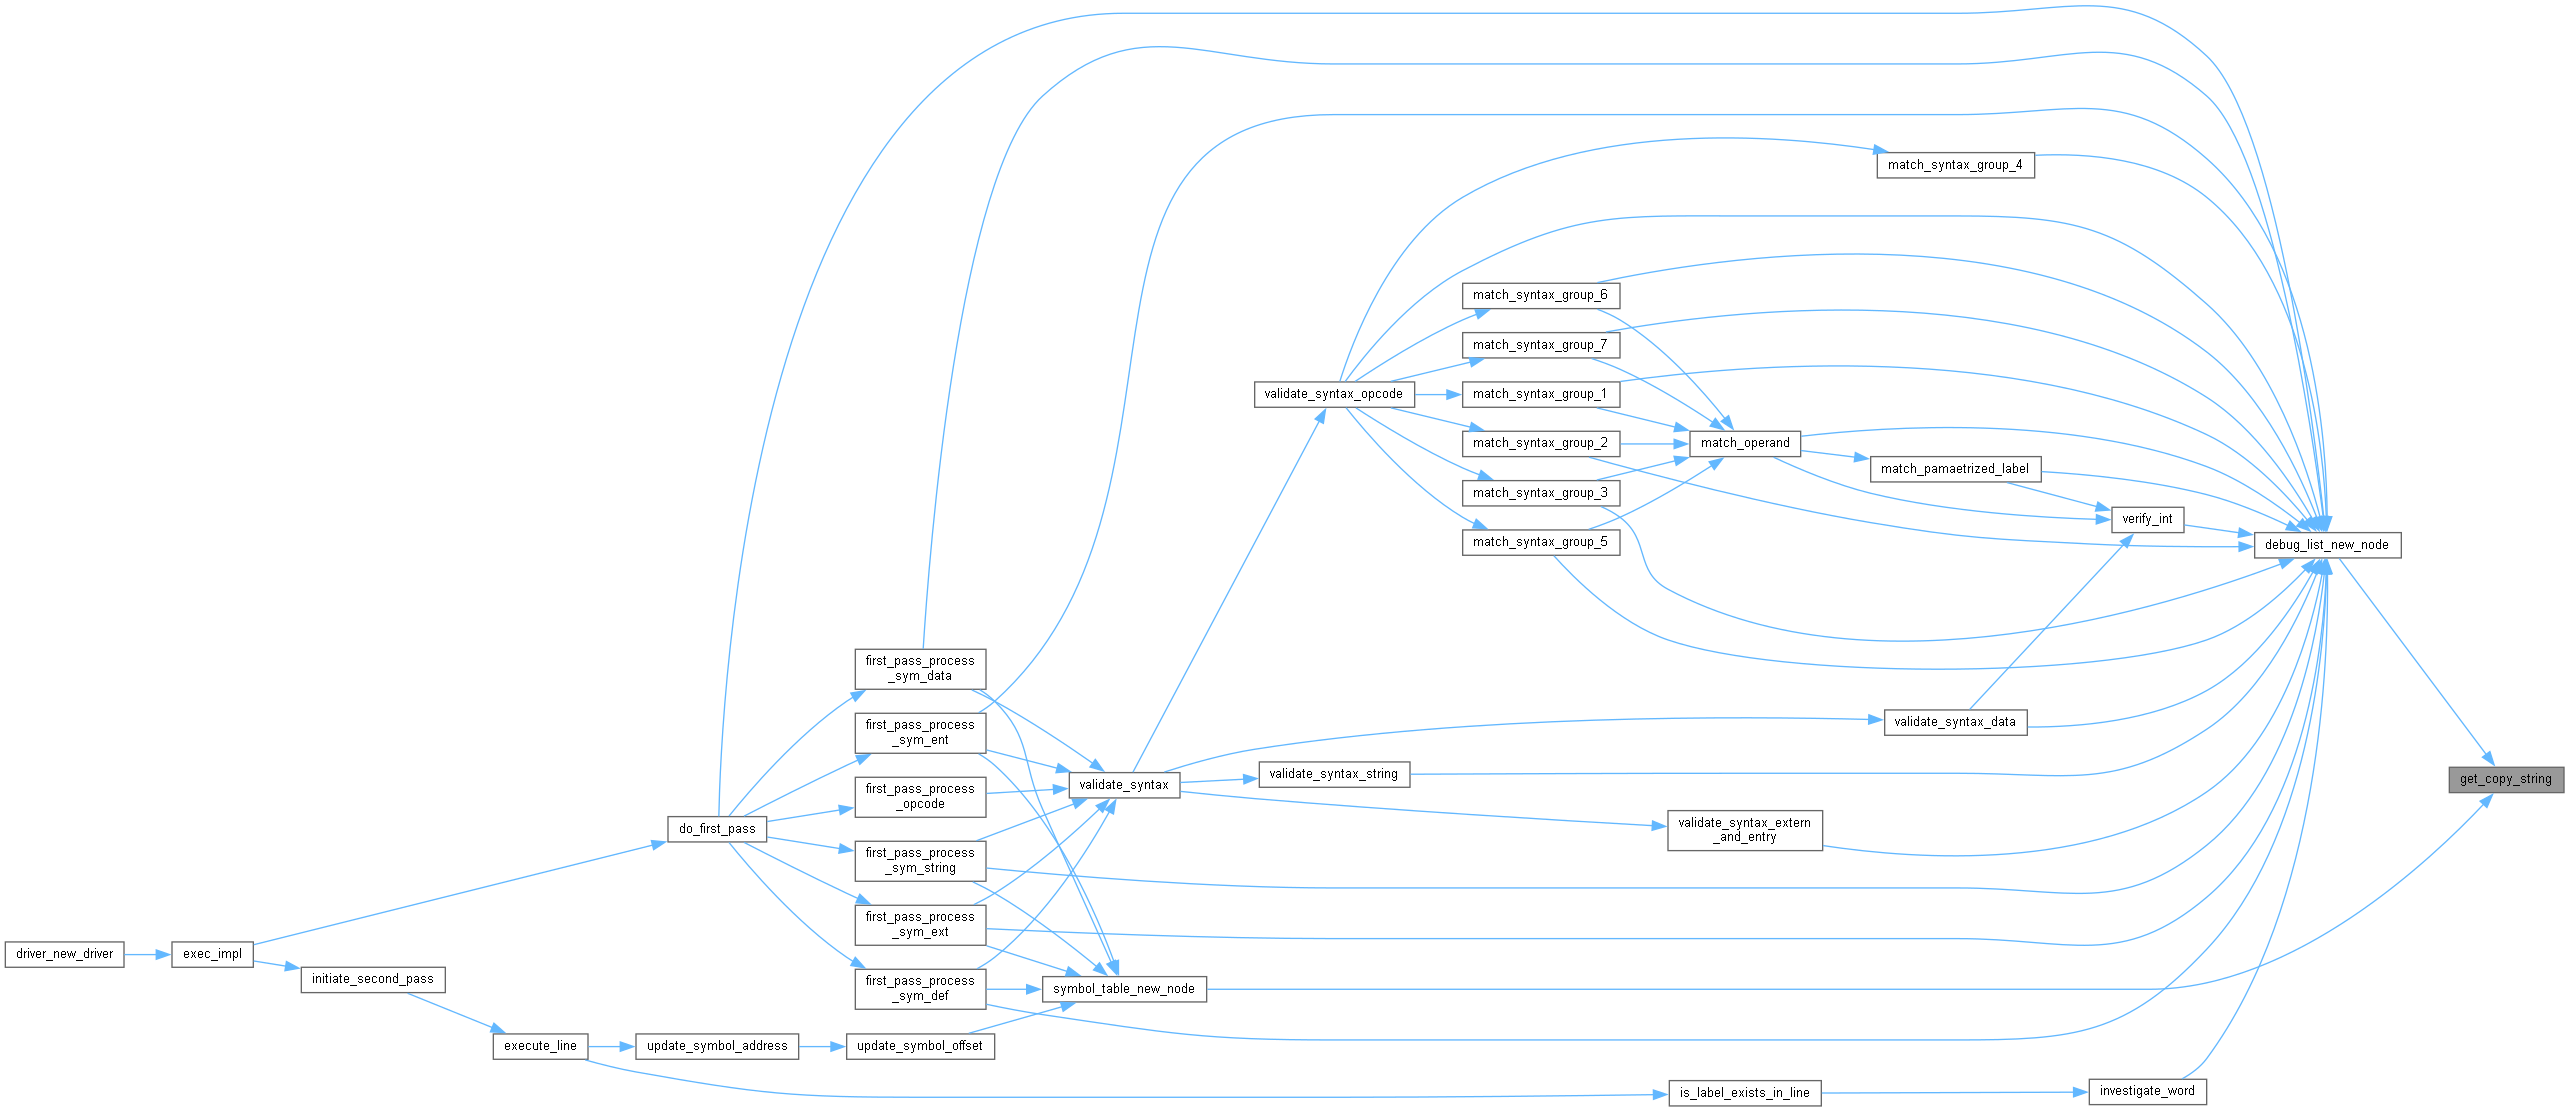 match_syntax_group_4
match_syntax_group_6
match_syntax_group_7
validate_syntax_opcode
match_syntax_group_1
match_syntax_group_2
match_operand
match_pamaetrized_label
match_syntax_group_3
verify_int
match_syntax_group_5
debug_list_new_node
first_pass_process
_sym_data
first_pass_process
_sym_ent
validate_syntax_data
validate_syntax_string
get_copy_string
validate_syntax
first_pass_process
_opcode
do_first_pass
validate_syntax_extern
_and_entry
first_pass_process
_sym_string
first_pass_process
_sym_ext
driver_new_driver
exec_impl
initiate_second_pass
first_pass_process
_sym_def
symbol_table_new_node
execute_line
update_symbol_address
update_symbol_offset
is_label_exists_in_line
investigate_word